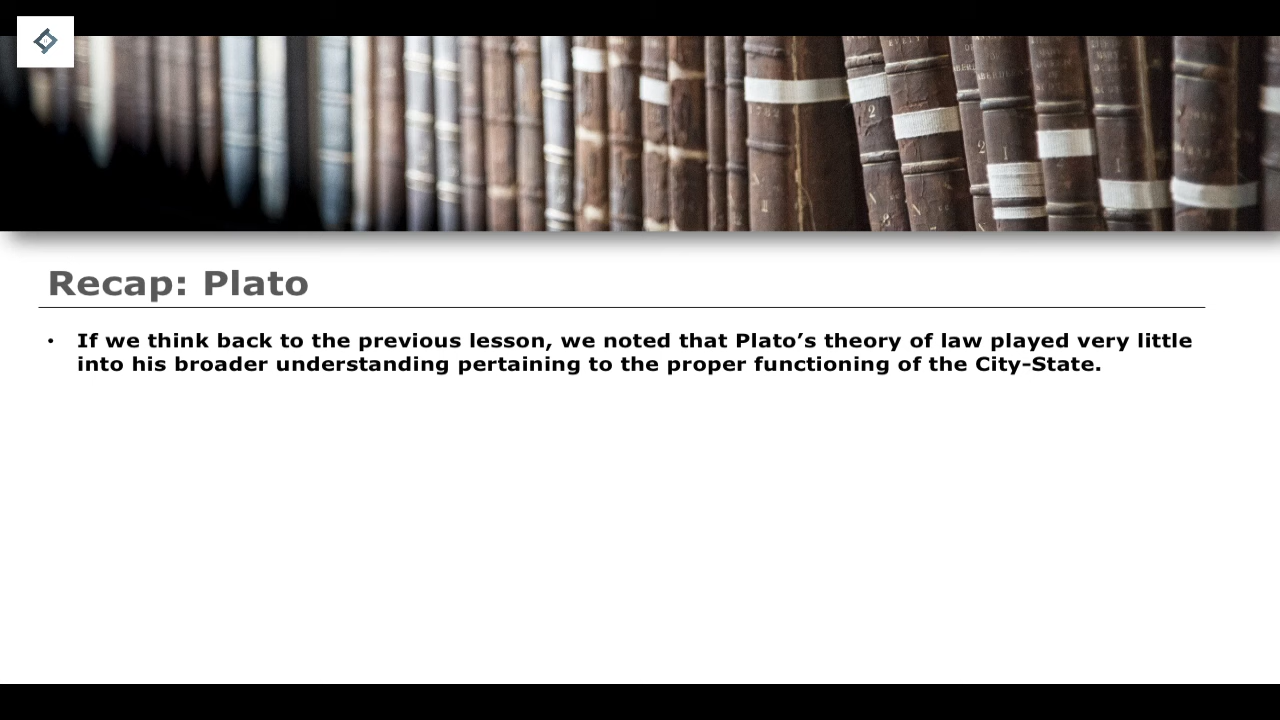 Recap: Plato
• If we think back to the previous lesson, we noted that Plato’s theory of law played very little
into his broader understanding pertaining to the proper functioning of the City-State.